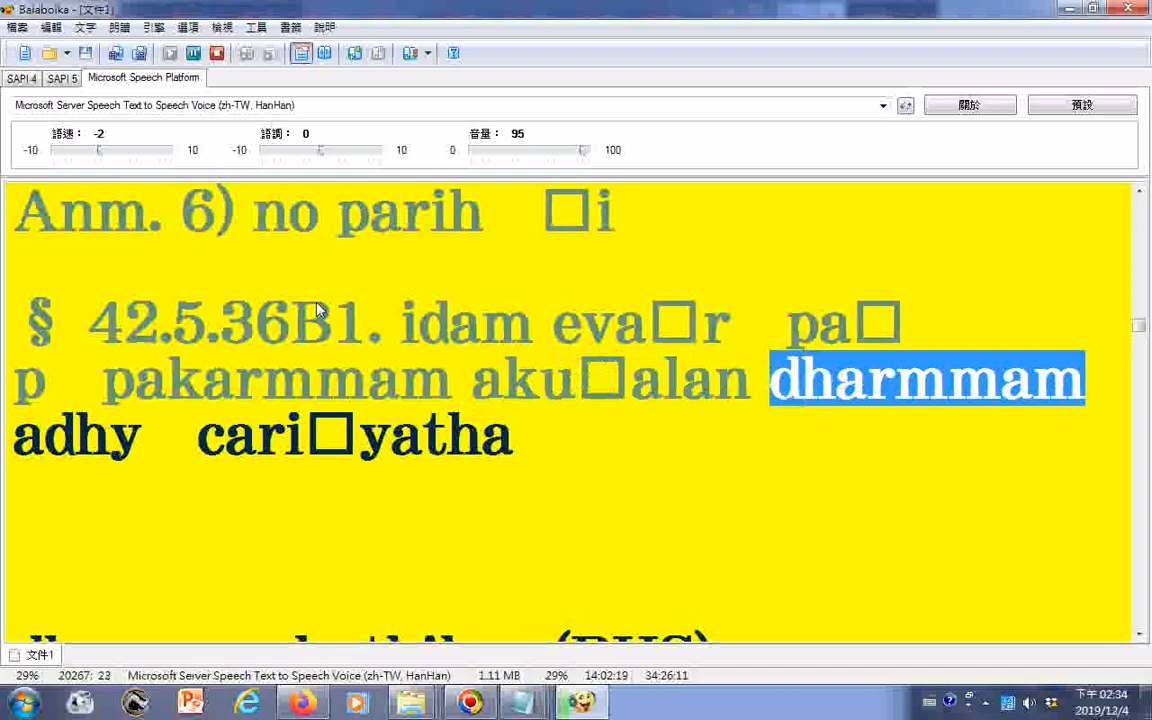 Balabolka - [文件1]
檔案 編輯 文字 朗讀 引擎 選項 檢視 工具 書籤 說明
SAPI 4 SAPI 5 Microsoft Speech Platform
Microsoft Server Speech Text to Speech Voice (zh-TW, HanHan)
關於 預設
語速： -2 語調： 0 音量： 95
-10 10 -10 10 0 100
Anm. 6) no parih □i
§ 42.5.36B1. idam eva□r pa□
p pakarmmam aku□alan dharmmam
adhy cari□yatha
文件1
29% 20267: 23 Microsoft Server Speech Text to Speech Voice (zh-TW, HanHan) 1.11 MB 29% 14:02:19 34:26:11
下午 02:34
2019/12/4